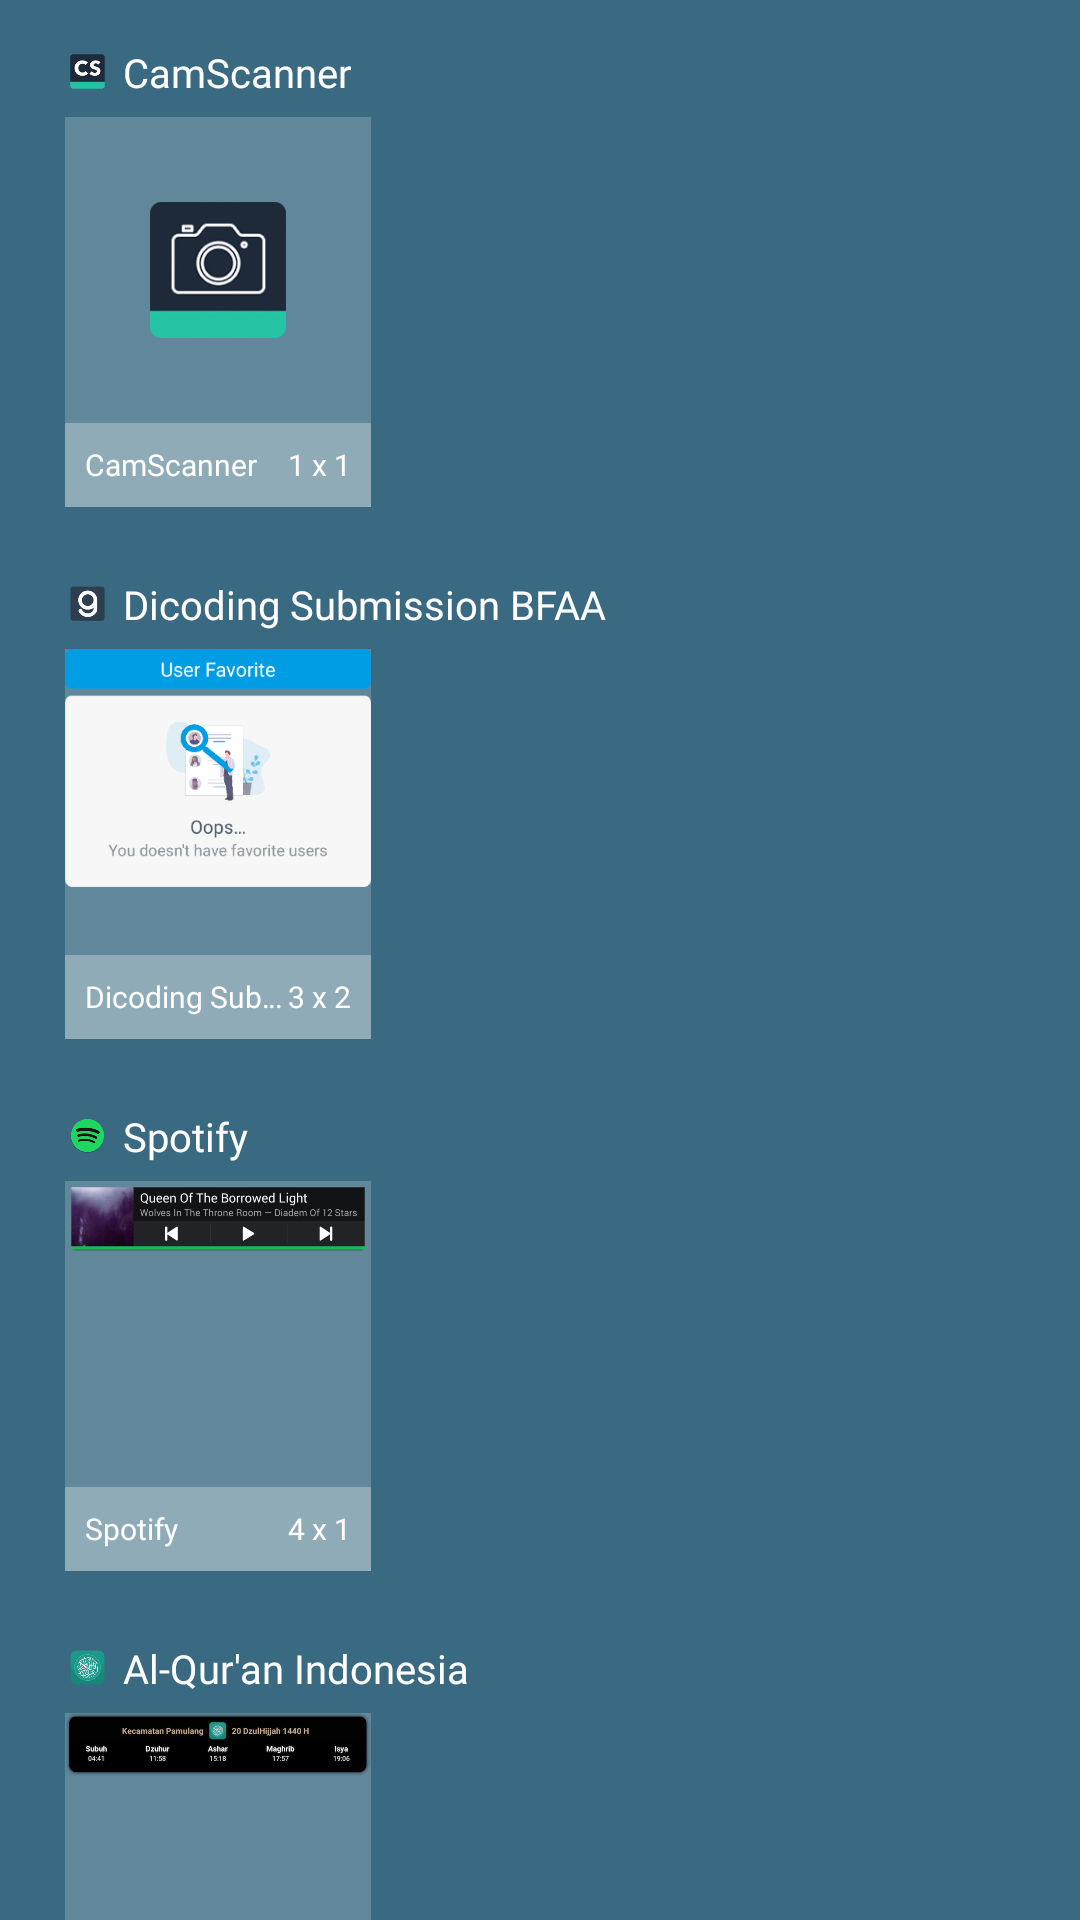 CS CamScanner
CamScanner 1 x 1
9 Dicoding Submission BFAA
User Favorite
Oops...
You doesn't have favorite users
Dicoding Sub... 3 x 2
Spotify
Queen Of The Borrowed Light
Wolves In The Throne Room — Diadem Of 12 Stars
Spotify 4 x 1
Al-Qur'an Indonesia
Kecamatan Pamulang 20 DzulHijjah 1440 H
Subuh Dzuhur Ashar Maghrib Isya
04:41 11:58 15:18 17:57 19:06